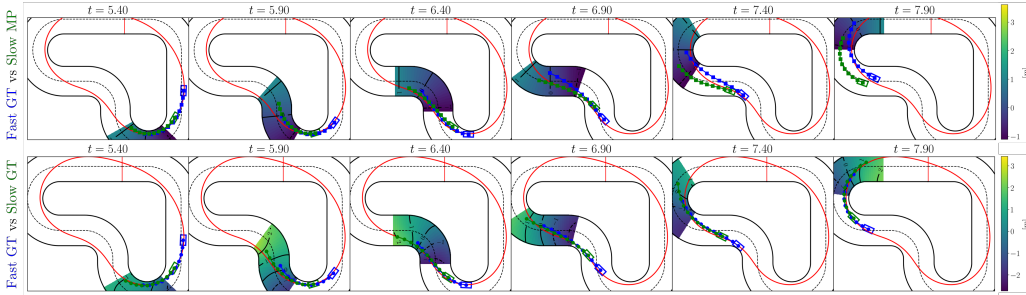 t = 5.40 t = 5.90 t = 6.40 t = 6.90 t = 7.40 t = 7.90
Fast GT vs Slow MP
3
2
1
0
−1
t = 5.40 t = 5.90 t = 6.40 t = 6.90 t = 7.40 t = 7.90
Fast GT vs Slow GT
3
2
1
0
−1
−2